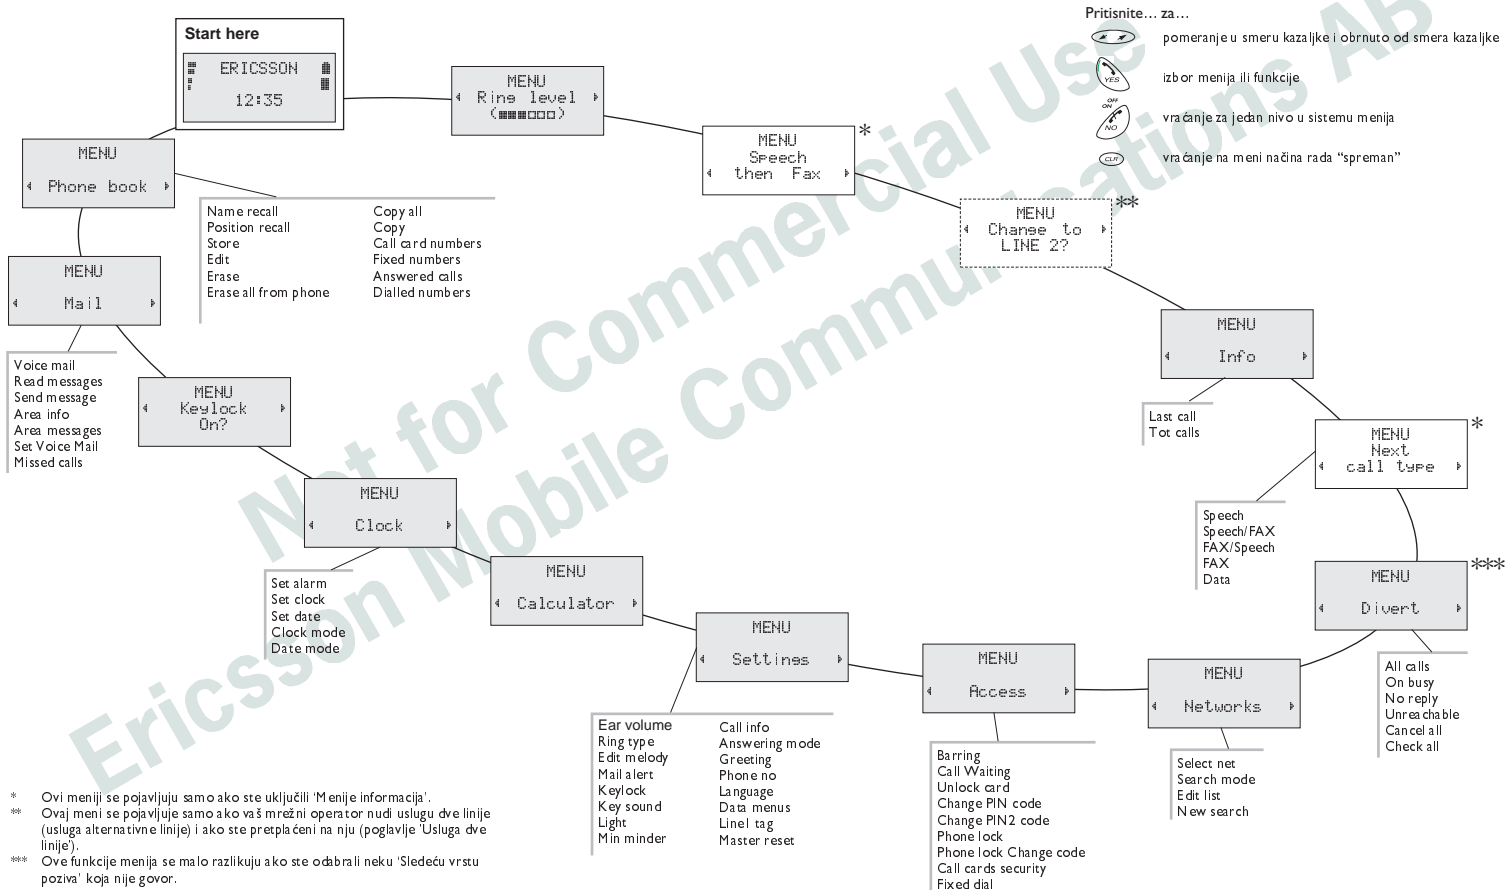 Start here
ERICSSON
12:35
MENU
Ring level
MENU
Speech
then Fax
*
MENU
Change to
LINE 2?
**
MENU
Info
Last call
Tot calls
MENU
Next
call type
*
Speech
Speech/FAX
FAX/Speech
FAX
Data
MENU
Divert
***
All calls
On busy
No reply
Unreachable
Cancel all
Check all
MENU
Networks
Select net
Search mode
Edit list
New search
MENU
Access
Barring
Call Waiting
Unlock card
Change PIN code
Change PIN2 code
Phone lock
Phone lock Change code
Call cards security
Fixed dial
MENU
Settings
Ear volume
Ring type
Edit melody
Mail alert
Keylock
Key sound
Light
Min minder
Call info
Answering mode
Greeting
Phone no
Language
Data menus
Line1 tag
Master reset
MENU
Calculator
MENU
Clock
Set alarm
Set clock
Set date
Clock mode
Date mode
MENU
Keylock
On?
MENU
Mail
Voice mail
Read messages
Send message
Area info
Area messages
Set Voice Mail
Missed calls
MENU
Phone book
Name recall
Position recall
Store
Edit
Erase
Erase all from phone
Copy all
Copy
Call card numbers
Fixed numbers
Answered calls
Dialled numbers
Pritisnite... za...
pomeranje u smeru kazaljke i obrnuto od smera kazaljke
YES
izbor menija ili funkcije
OFF
ON
NO
vraćanje za jedan nivo u sistemu menija
CLR
vraćanje na meni načina rada “spreman”
* Ovi meniji se pojavljuju samo ako ste uključili ‘Menije informacija’.
** Ovaj meni se pojavljuje samo ako vaš mrežni operator nudi uslugu dve linije
(usluga alternativne linije) i ako ste pretplaćeni na nju (poglavlje 'Usluga dve
linije').
*** Ove funkcije menija se malo razlikuju ako ste odabrali neku ‘Sledeću vrstu
poziva’ koja nije govor.
Not for Commercial Use
Ericsson Mobile Communications AB